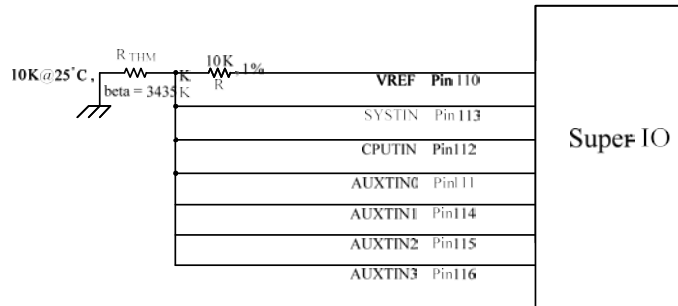 R THM
10K
10K@25°C, K 1%
R
beta = 3435 K
VREF Pin 110
SYSTIN Pin 113
CPUTIN Pin112
AUXTIN0 Pin111
AUXTIN1 Pin114
AUXTIN2 Pin115
AUXTIN3 Pin116
Super IO